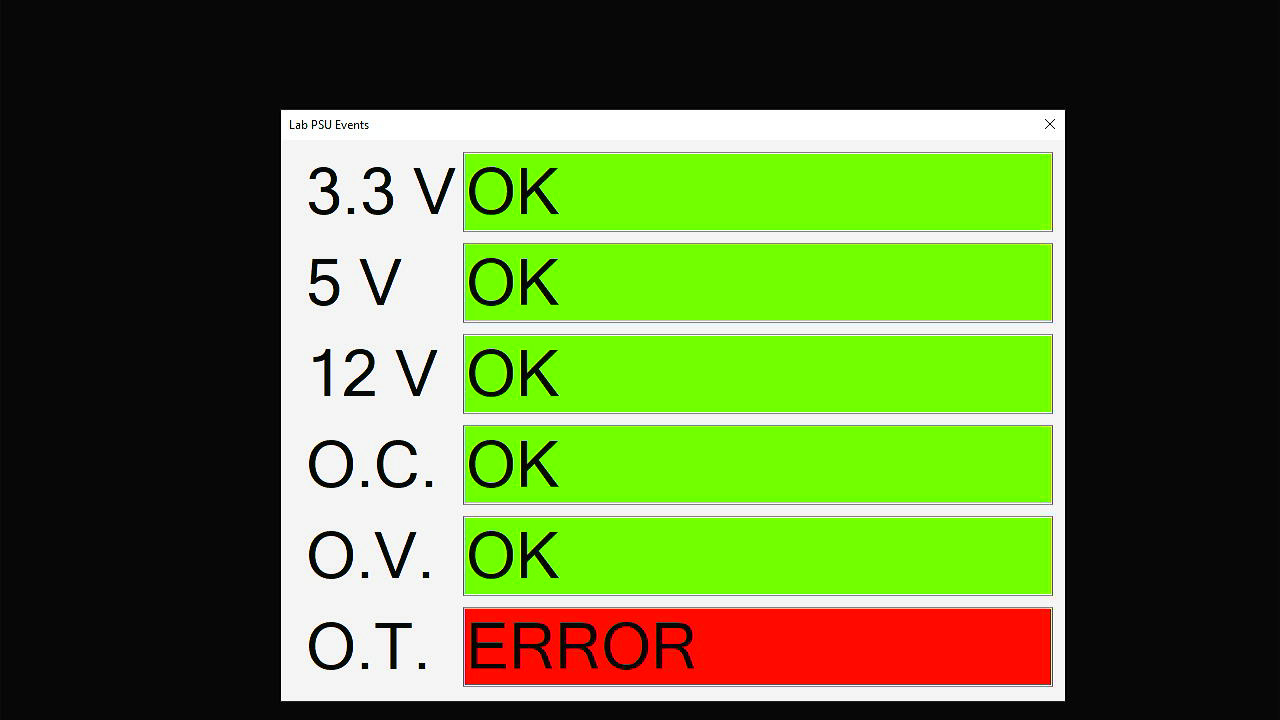 Lab PSU Events
3.3 V OK
5 V OK
12 V OK
O.C. OK
O.V. OK
O.T. ERROR